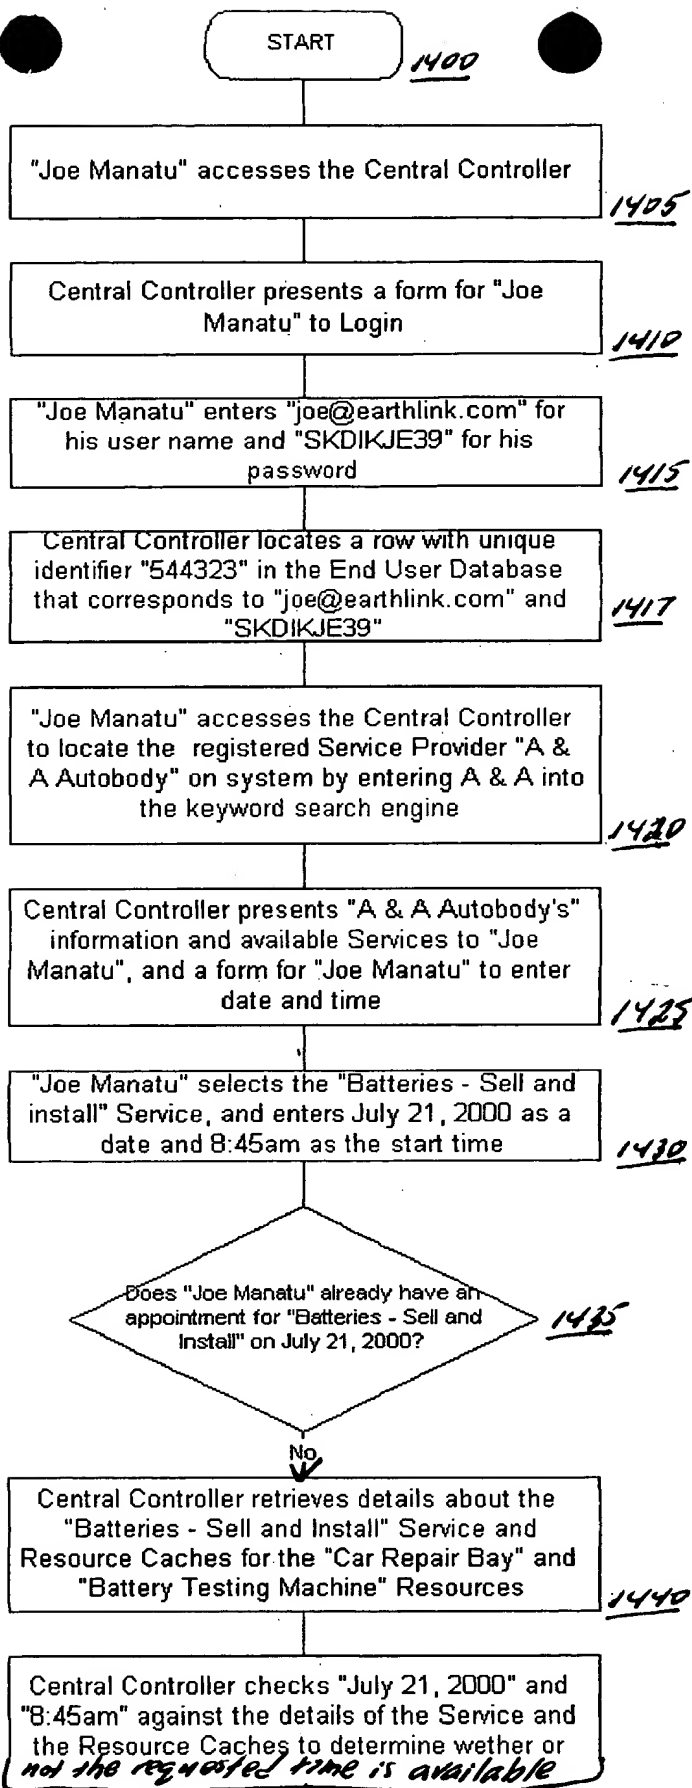 START
1400
"Joe Manatu" accesses the Central Controller
1405
Central Controller presents a form for "Joe
Manatu" to Login
1410
"Joe Manatu" enters "joe@earthlink.com" for
his user name and "SKDIKJE39" for his
password
1415
Central Controller locates a row with unique
identifier "544323" in the End User Database
that corresponds to "joe@earthlink.com" and
"SKDIKJE39"
1417
"Joe Manatu" accesses the Central Controller
to locate the registered Service Provider "A &
A Autobody" on system by entering A & A into
the keyword search engine
1420
Central Controller presents "A & A Autobody's"
information and available Services to "Joe
Manatu", and a form for "Joe Manatu" to enter
date and time
1425
"Joe Manatu" selects the "Batteries - Sell and
install" Service, and enters July 21, 2000 as a
date and 8:45am as the start time
1430
Does "Joe Manatu" already have an
appointment for "Batteries - Sell and
Install" on July 21, 2000?
1435
No
Central Controller retrieves details about the
"Batteries - Sell and Install" Service and
Resource Caches for the "Car Repair Bay" and
"Battery Testing Machine" Resources
1440
Central Controller checks "July 21, 2000" and
"8:45am" against the details of the Service and
the Resource Caches to determine wether or
not the requested time is available